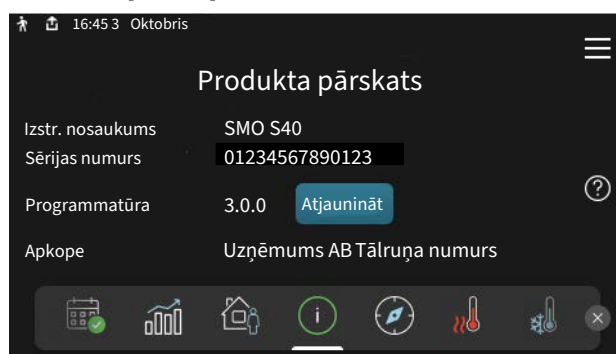 16:45 3 Oktobris
Produkta pārskats
Izstr. nosaukums SMO S40
Sērijas numurs 01234567890123
Programmatūra 3.0.0 Atjaunināt
Apkope Uzņēmums AB Tālruņa numurs